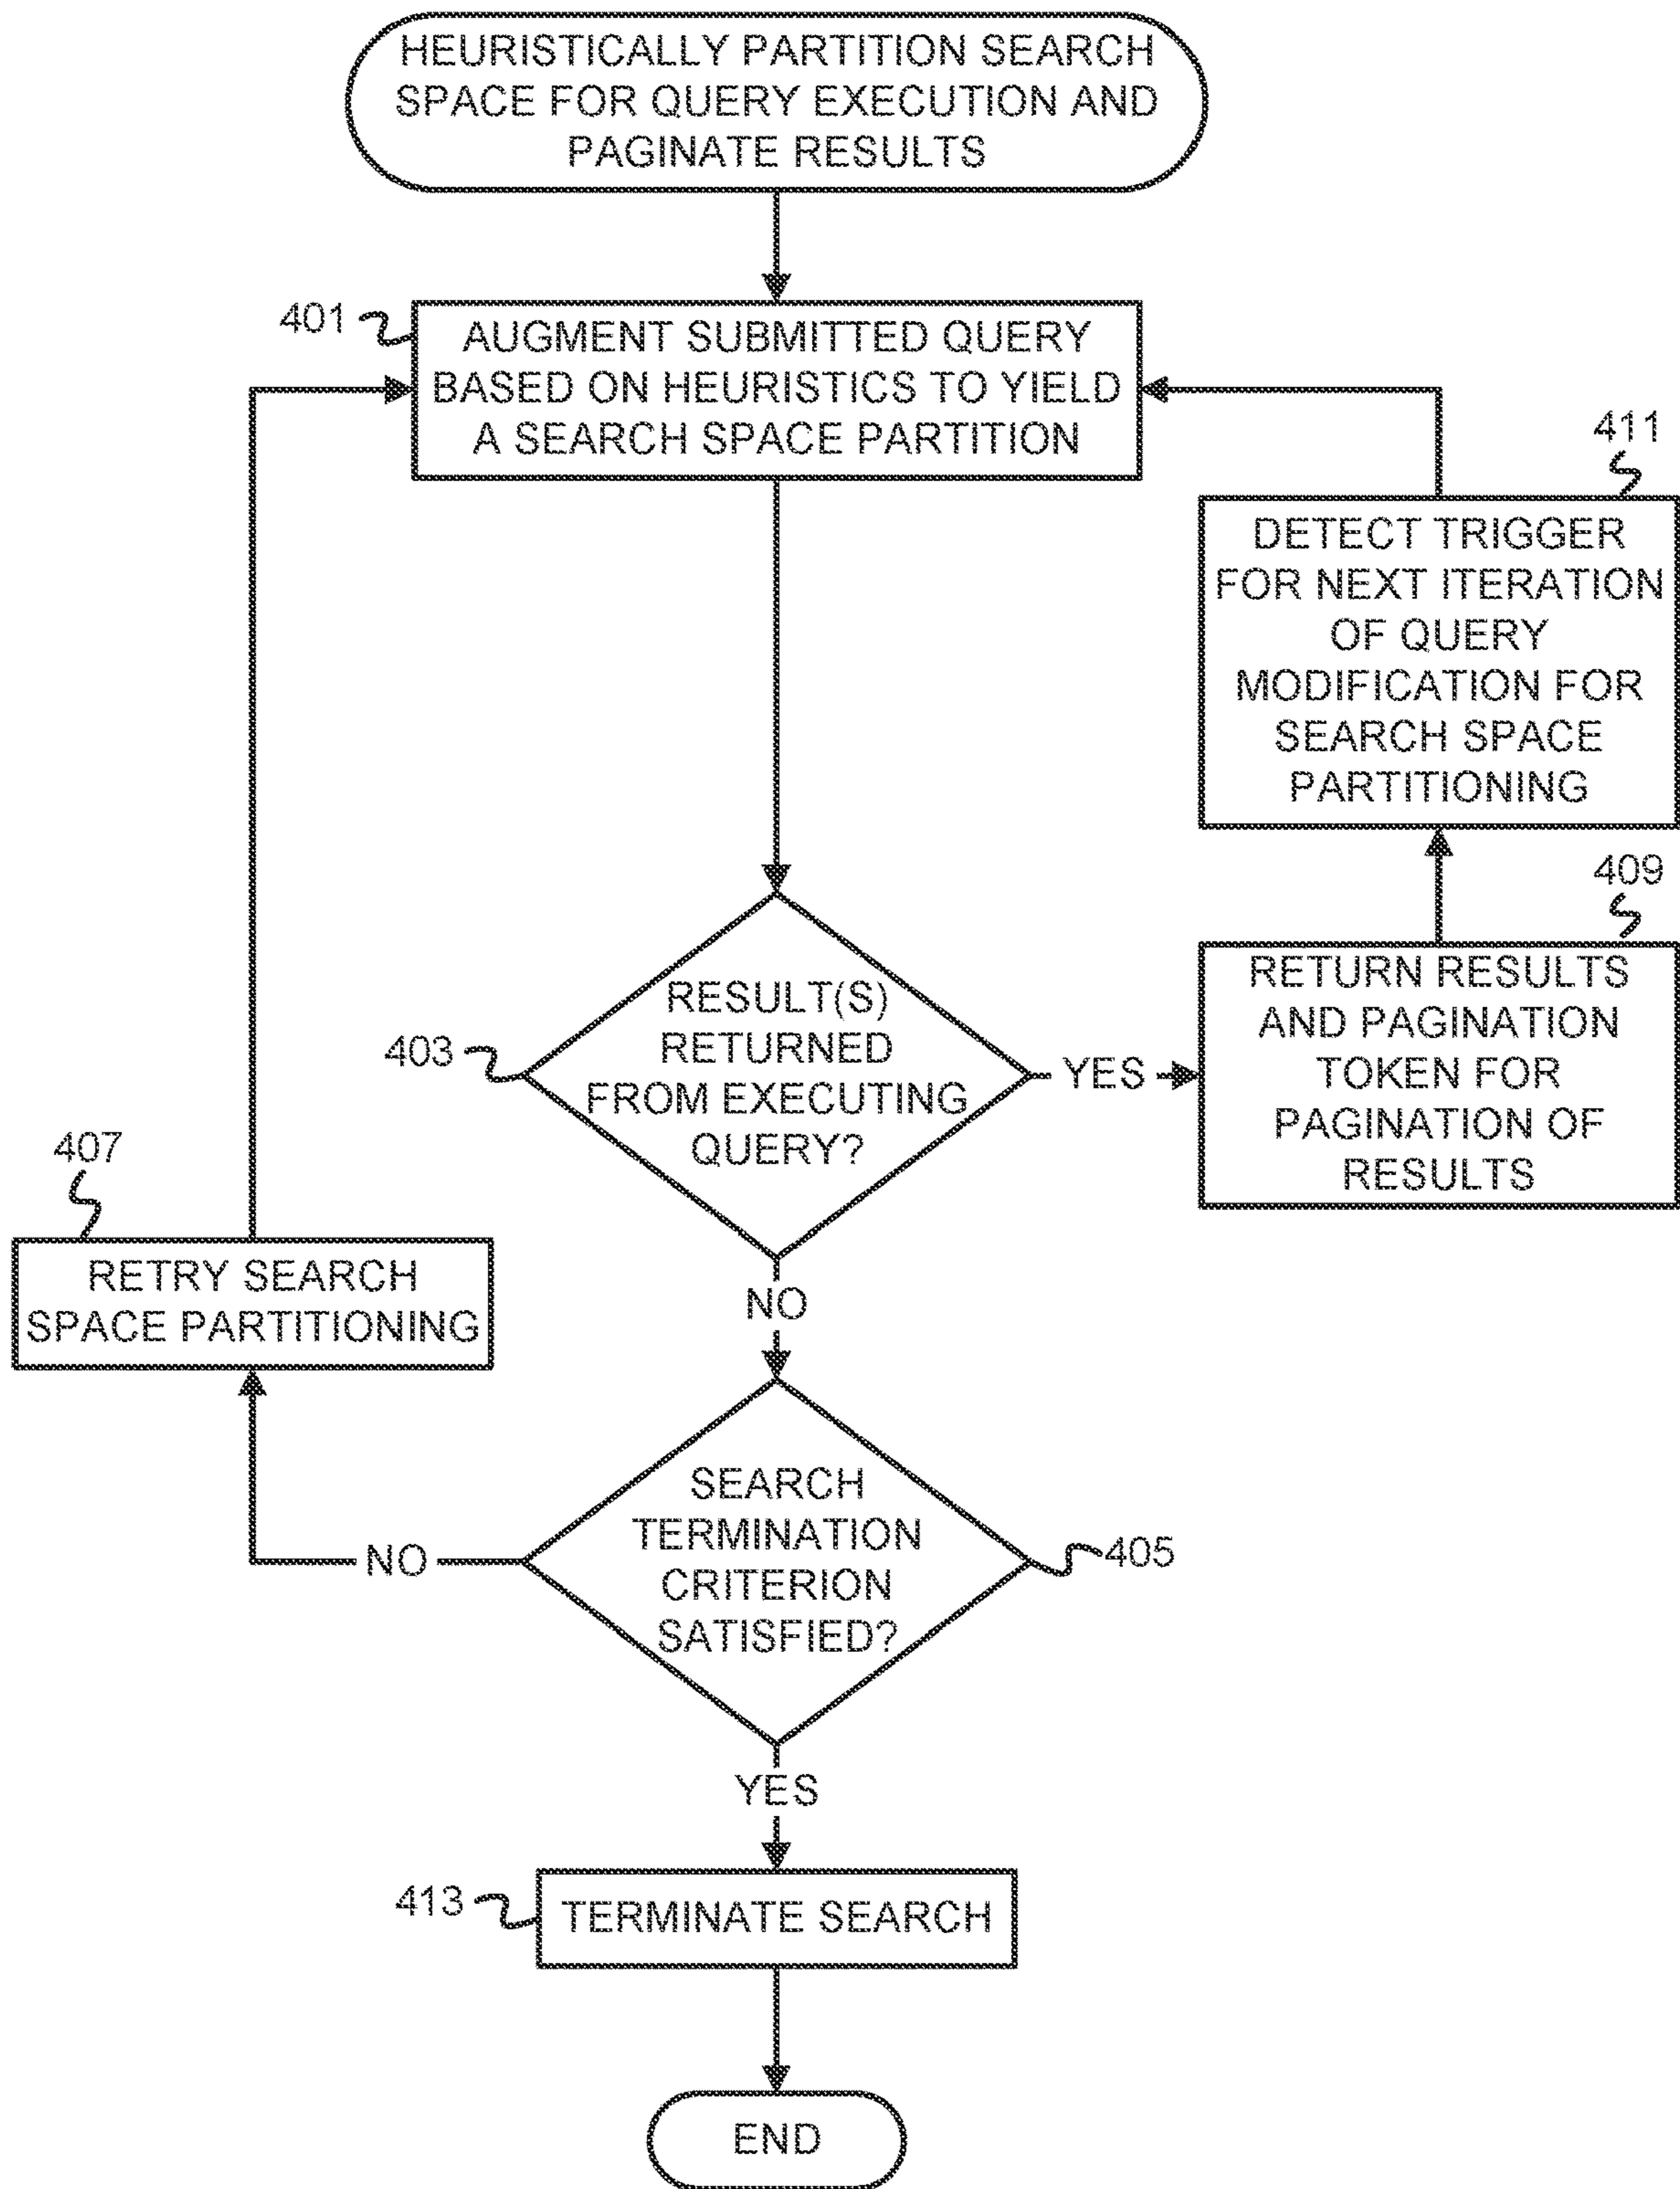 HEURISTICALLY PARTITION SEARCH
SPACE FOR QUERY EXECUTION AND
PAGINATE RESULTS
401
AUGMENT SUBMITTED QUERY
BASED ON HEURISTICS TO YIELD
A SEARCH SPACE PARTITION
411
DETECT TRIGGER
FOR NEXT ITERATION
OF QUERY
MODIFICATION FOR
SEARCH SPACE
PARTITIONING
403
RESULT(S)
RETURNED
FROM EXECUTING
QUERY?
YES
409
RETURN RESULTS
AND PAGINATION
TOKEN FOR
PAGINATION OF
RESULTS
407
RETRY SEARCH
SPACE PARTITIONING
NO
SEARCH
TERMINATION
CRITERION
SATISFIED?
405
NO
YES
413
TERMINATE SEARCH
END